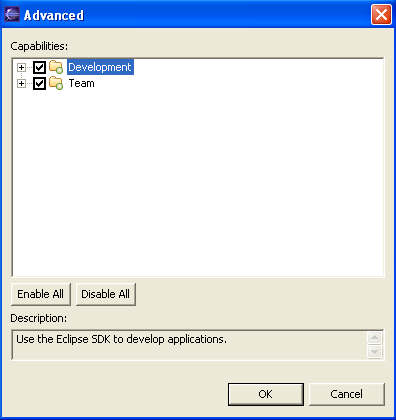 Advanced
Capabilities:
Development
Team
Enable All Disable All
Description:
Use the Eclipse SDK to develop applications.
OK Cancel